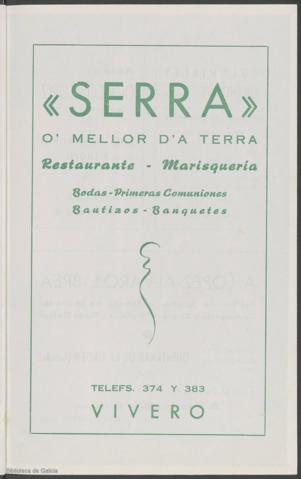 «SERRA»
O' MELLOR D'A TERRA
Restaurante - Marisqueria
Bodas - Primeras Comuniones
Bautizos - Banquetes
TELEFS. 374 Y 383
VIVERO
Biblioteca de Galicia